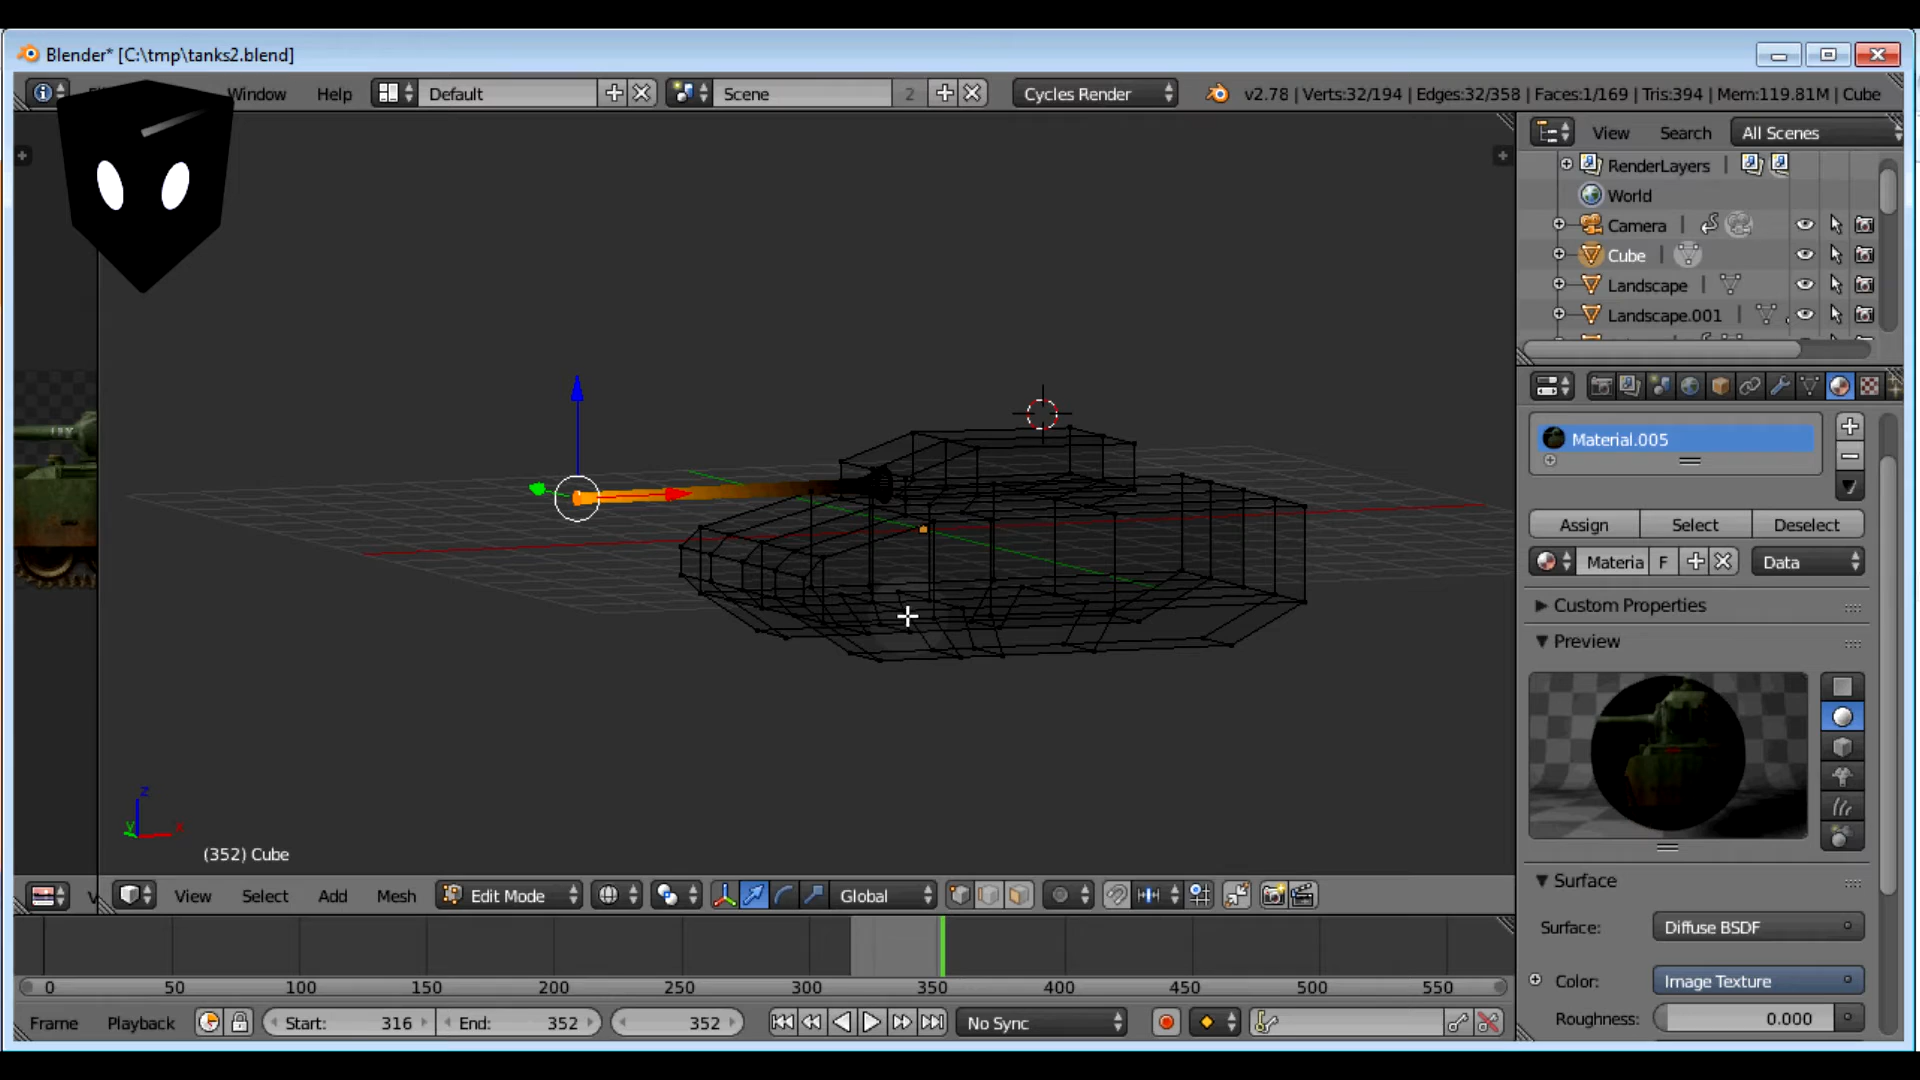 Blender* [C:\tmp\tanks2.blend]
Window Help Default Scene 2 Cycles Render v2.78 | Verts:32/194 | Edges:32/358 | Faces:1/169 | Tris:394 | Mem:119.81M | Cube
View Search All Scenes
RenderLayers
World
Camera
Cube
Landscape
Landscape.001
Material.005
Assign Select Deselect
Materia F Data
Custom Properties
Preview
z
y x
(352) Cube
Surface
View Select Add Mesh Edit Mode Global
Surface: Diffuse BSDF
Color: Image Texture
0 50 100 150 200 250 300 350 400 450 500 550
Roughness: 0.000
Frame Playback Start: 316 End: 352 352 No Sync